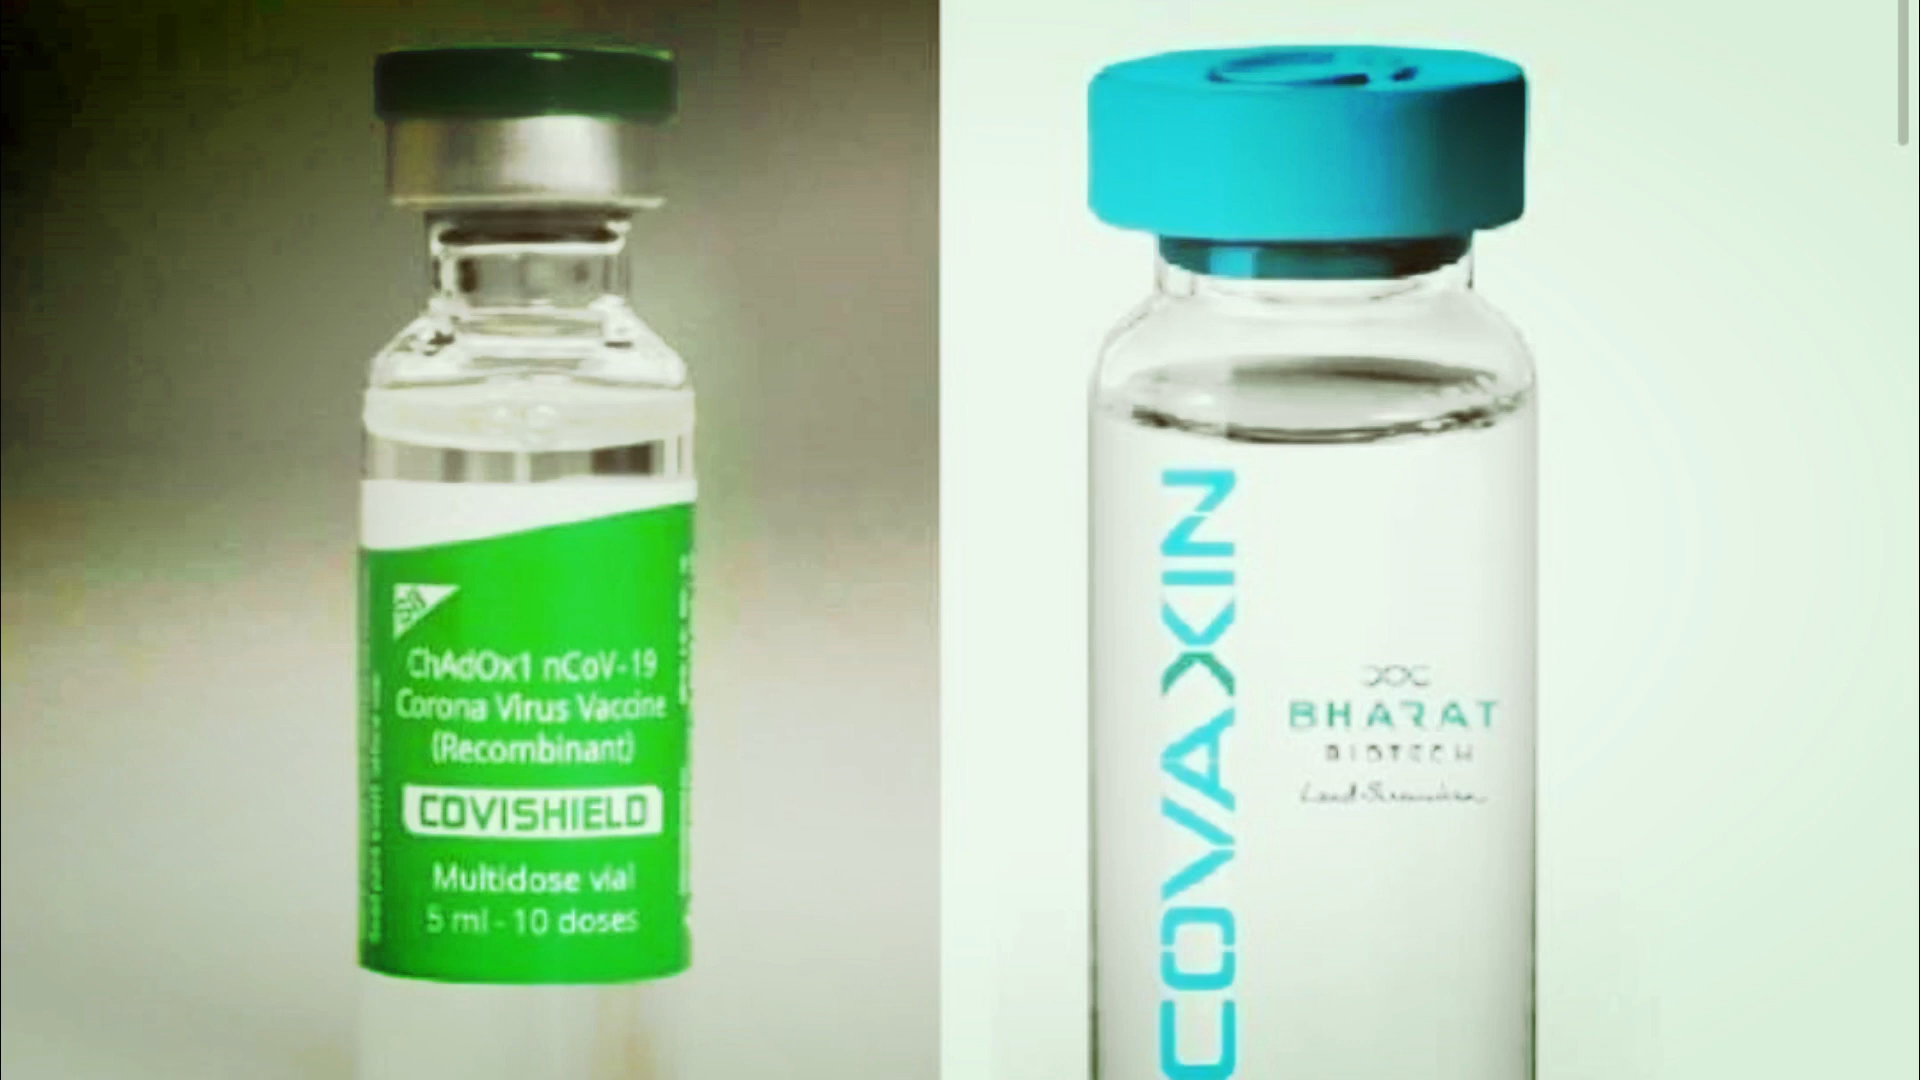 ChAdOx1 nCoV-19
Corona Virus Vaccine
(Recombinant)
COVISHIELD
Multidose vial
5 ml - 10 doses
COVAXIN
BHARAT
BIOTECH